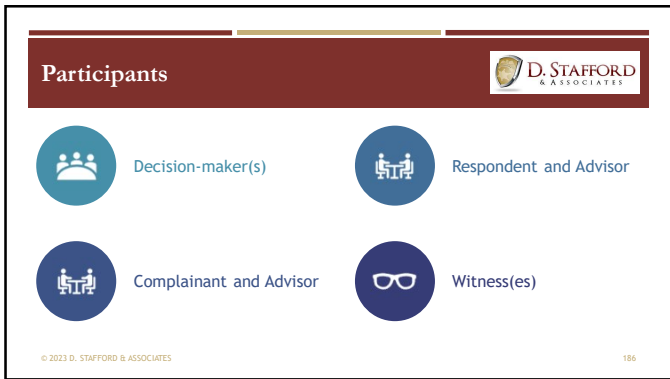 Participants
D. STAFFORD
& ASSOCIATES
Decision-maker(s)
Respondent and Advisor
Complainant and Advisor
Witness(es)
© 2023 D. STAFFORD & ASSOCIATES
186